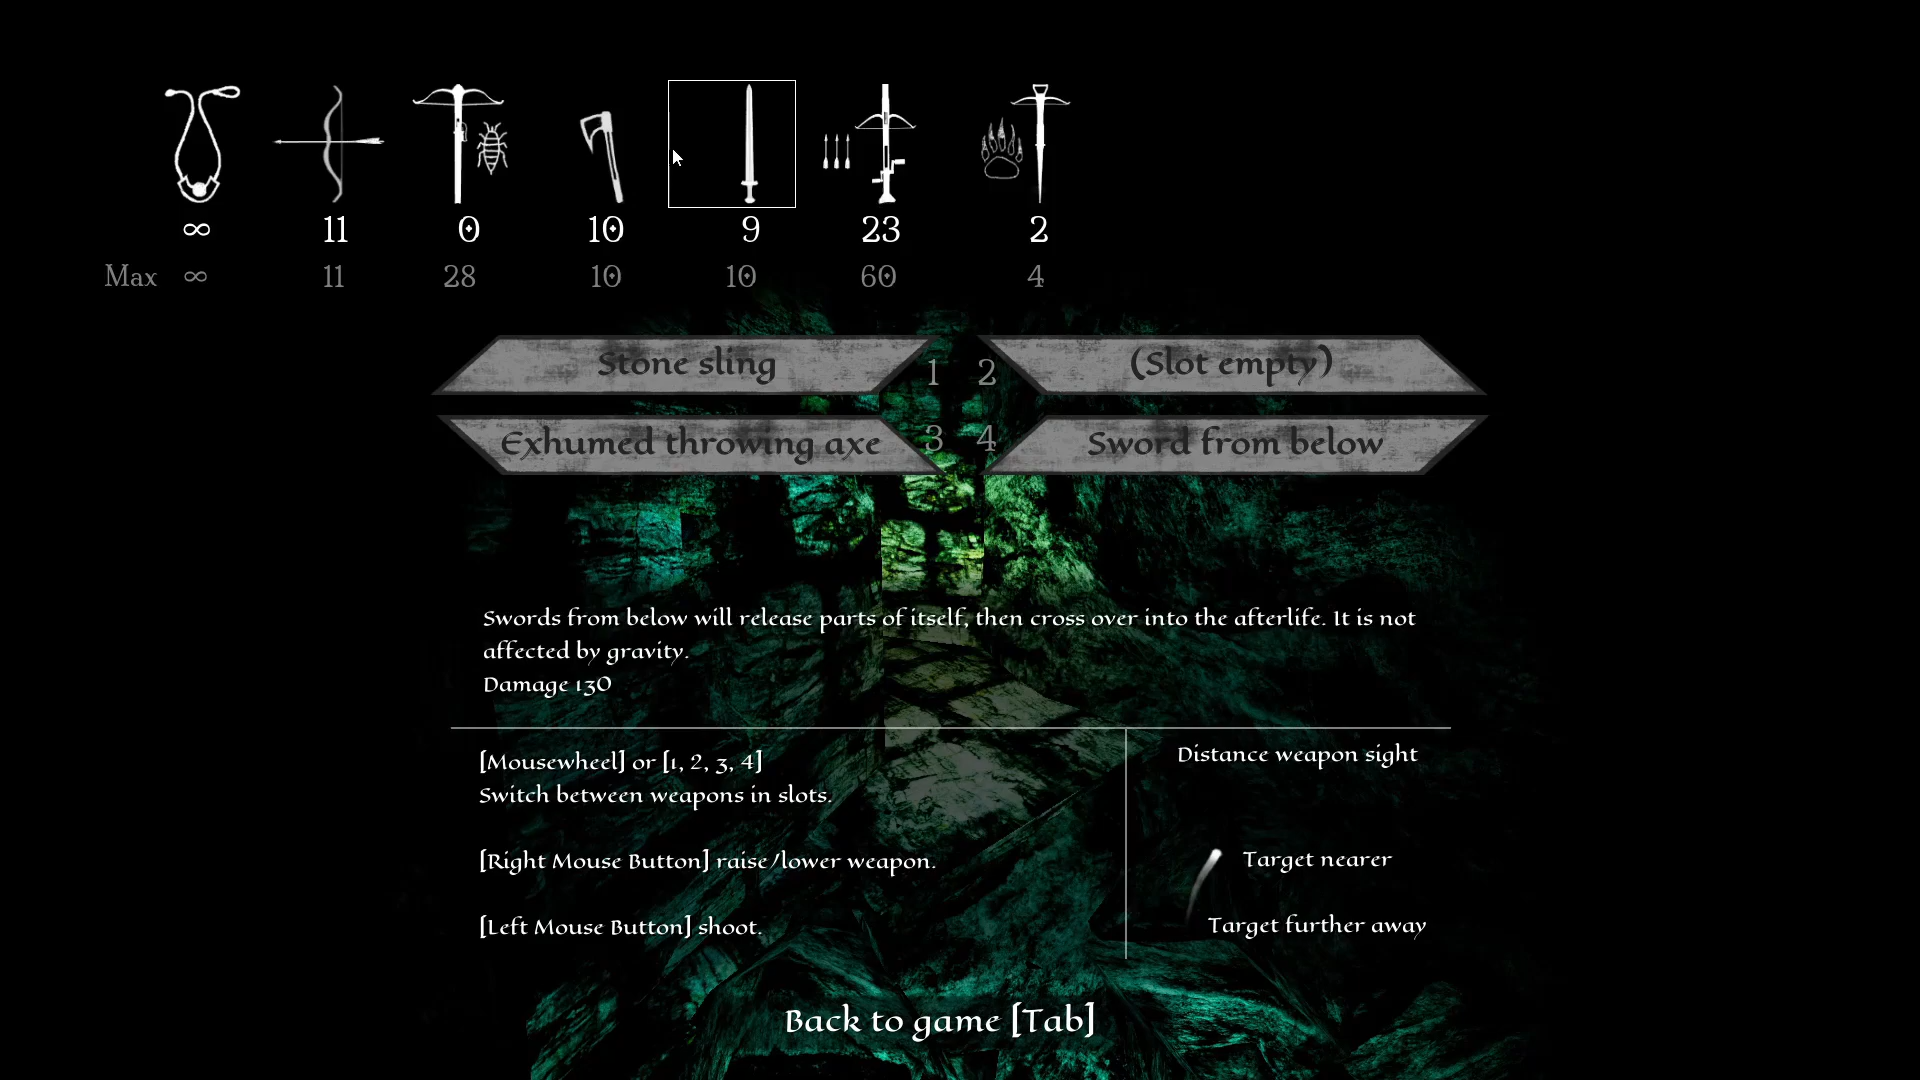 ∞ 11 0 10 9 23 2
Max ∞ 11 28 10 10 60 4
Stone sling 1 2 (Slot empty)
Exhumed throwing axe 3 4 Sword from below
Swords from below will release parts of itself, then cross over into the afterlife. It is not
affected by gravity.
Damage 130
[Mousewheel] or [1, 2, 3, 4]
Switch between weapons in slots.
[Right Mouse Button] raise/lower weapon.
[Left Mouse Button] shoot.
Distance weapon sight
Target nearer
Target further away
Back to game [Tab]